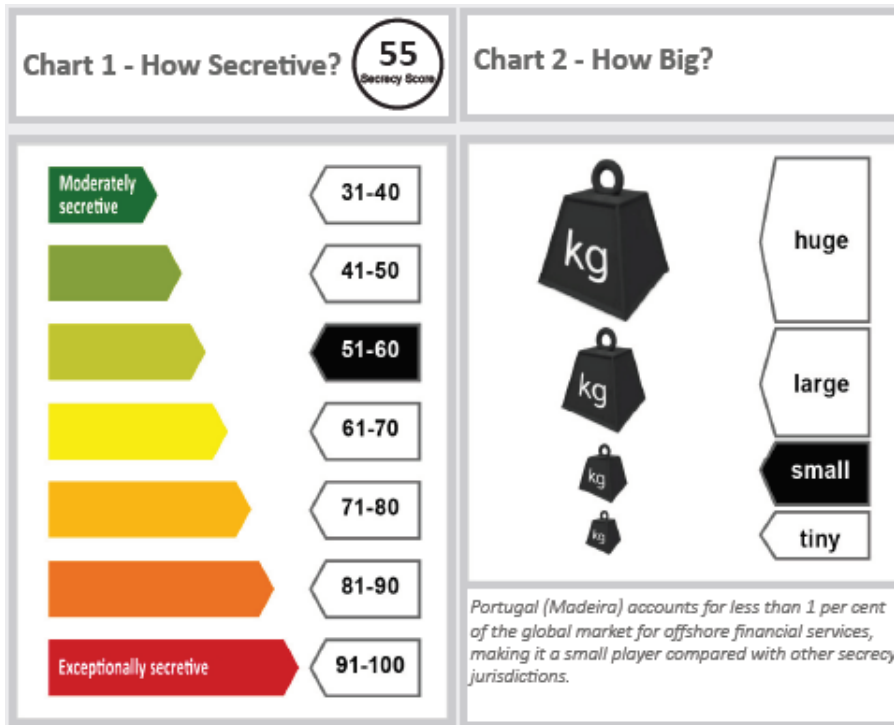 Chart 1 - How Secretive?
55
Secrecy Score
Chart 2 - How Big?
Moderately
secretive
31-40
41-50
51-60
61-70
71-80
81-90
Exceptionally secretive
91-100
kg
huge
kg
large
kg
small
kg
tiny
Portugal (Madeira) accounts for less than 1 per cent
of the global market for offshore financial services,
making it a small player compared with other secrecy
jurisdictions.